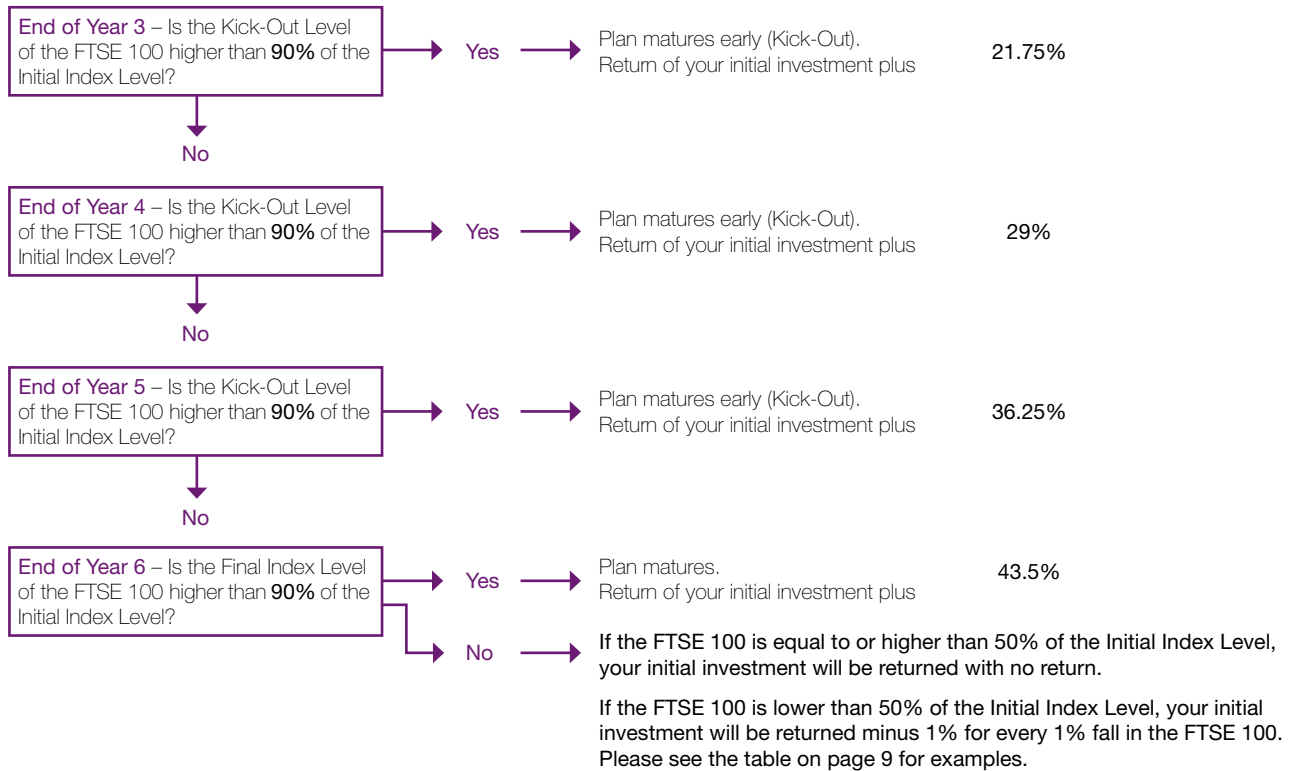 End of Year 3 – Is the Kick-Out Level
of the FTSE 100 higher than 90% of the
Initial Index Level?
Yes
Plan matures early (Kick-Out).
Return of your initial investment plus
21.75%
No
End of Year 4 – Is the Kick-Out Level
of the FTSE 100 higher than 90% of the
Initial Index Level?
Yes
Plan matures early (Kick-Out).
Return of your initial investment plus
29%
No
End of Year 5 – Is the Kick-Out Level
of the FTSE 100 higher than 90% of the
Initial Index Level?
Yes
Plan matures early (Kick-Out).
Return of your initial investment plus
36.25%
No
End of Year 6 – Is the Final Index Level
of the FTSE 100 higher than 90% of the
Initial Index Level?
Yes
Plan matures.
Return of your initial investment plus
43.5%
No
If the FTSE 100 is equal to or higher than 50% of the Initial Index Level,
your initial investment will be returned with no return.
If the FTSE 100 is lower than 50% of the Initial Index Level, your initial
investment will be returned minus 1% for every 1% fall in the FTSE 100.
Please see the table on page 9 for examples.